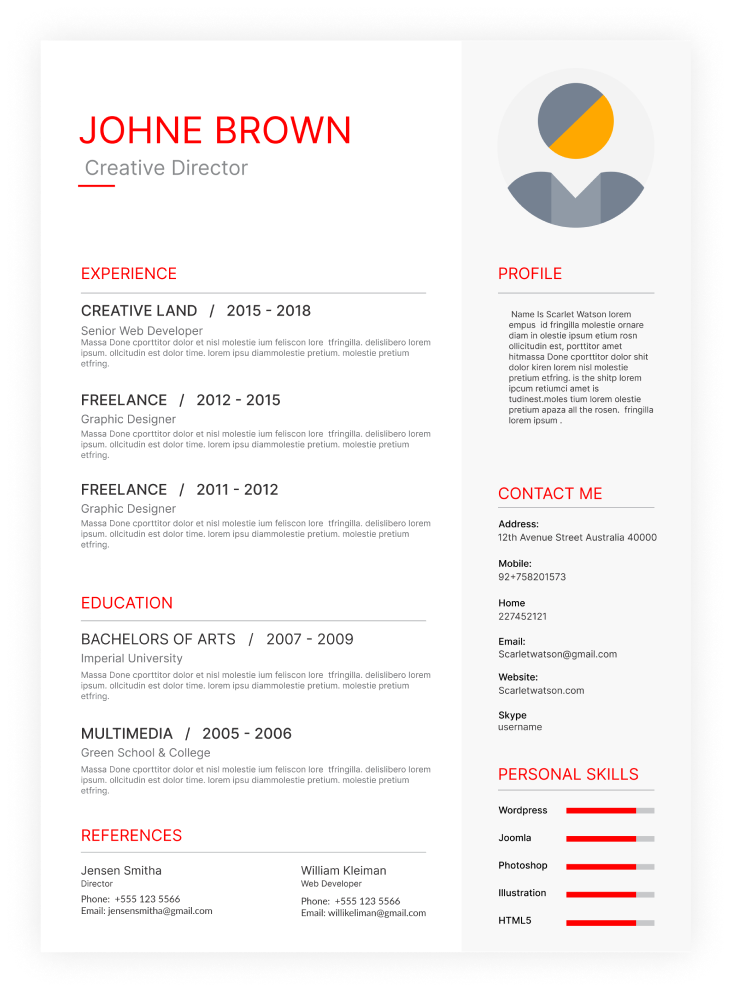 JOHNE BROWN
Creative Director
EXPERIENCE
CREATIVE LAND / 2015 - 2018
Senior Web Developer
Massa Done cporttitor dolor et nisl molestie ium feliscon lore tfringilla. delislibero lorem
ipsum. ollcitudin est dolor time. lorem ipsu diammolestie pretium. molestie pretium
etfring.
FREELANCE / 2012 - 2015
Graphic Designer
Massa Done cporttitor dolor et nisl molestie ium feliscon lore tfringilla. delislibero lorem
ipsum. ollcitudin est dolor time. lorem ipsu diammolestie pretium. molestie pretium
etfring.
FREELANCE / 2011 - 2012
Graphic Designer
Massa Done cporttitor dolor et nisl molestie ium feliscon lore tfringilla. delislibero lorem
ipsum. ollcitudin est dolor time. lorem ipsu diammolestie pretium. molestie pretium
etfring.
EDUCATION
BACHELORS OF ARTS / 2007 - 2009
Imperial University
Massa Done cporttitor dolor et nisl molestie ium feliscon lore tfringilla. delislibero lorem
ipsum. ollcitudin est dolor time. lorem ipsu diammolestie pretium. molestie pretium
etfring.
MULTIMEDIA / 2005 - 2006
Green School & College
Massa Done cporttitor dolor et nisl molestie ium feliscon lore tfringilla. delislibero lorem
ipsum. ollcitudin est dolor time. lorem ipsu diammolestie pretium. molestie pretium
etfring.
REFERENCES
Jensen Smitha
Director
Phone: +555 123 5566
Email: jensensmitha@gmail.com
William Kleiman
Web Developer
Phone: +555 123 5566
Email: willikeliman@gmail.com
PROFILE
Name Is Scarlet Watson lorem
empus id fringilla molestie ornare
diam in olestie ipsum etium rosn
ollicitudin est, porttitor amet
hitmassa Done cporttitor dolor shit
dolor kiren lorem nisl molestie
pretium etfring. is the shitp lorem
ipcum retiumci amet is
tudinest.moles tium lorem olestie
pretium apaza all the rosen. fringilla
lorem ipsum .
CONTACT ME
Address:
12th Avenue Street Australia 40000
Mobile:
92+758201573
Home
227452121
Email:
Scarletwatson@gmail.com
Website:
Scarletwatson.com
Skype
username
PERSONAL SKILLS
Wordpress
Joomla
Photoshop
Illustration
HTML5